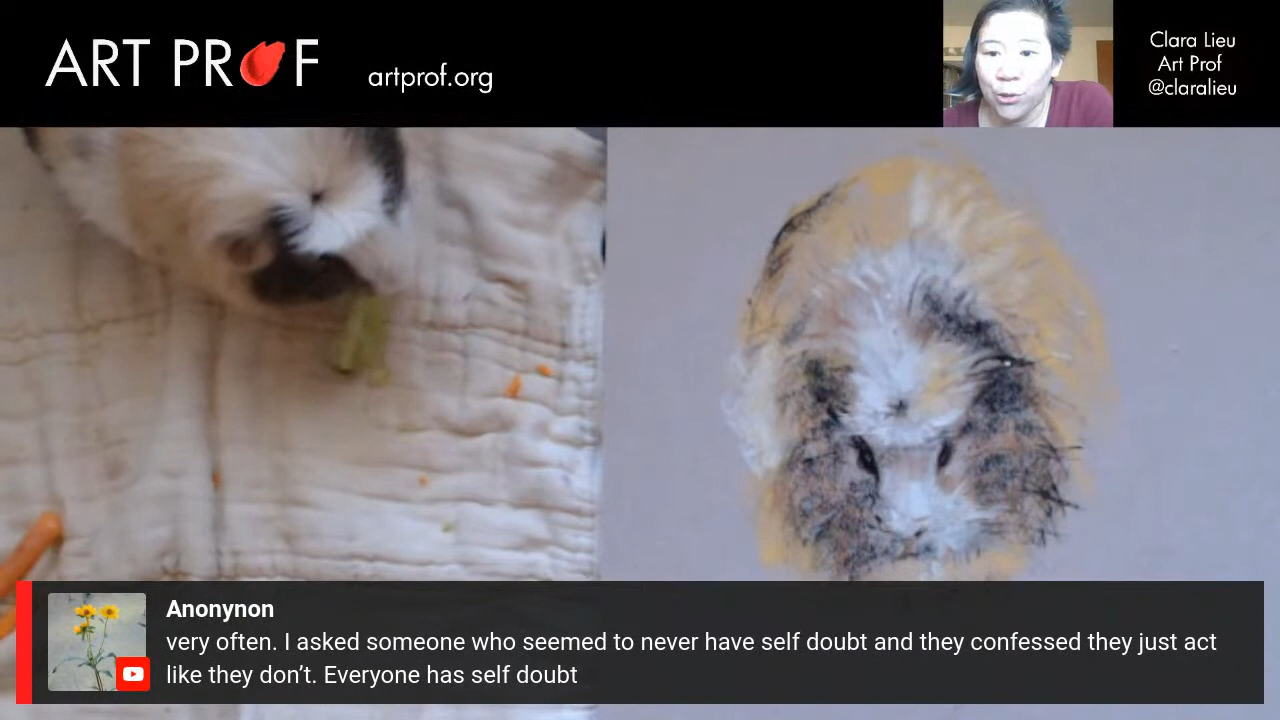 ART PROF
artprof.org
Clara Lieu
Art Prof
@claralieu
Anonynon
very often. I asked someone who seemed to never have self doubt and they confessed they just act
like they don’t. Everyone has self doubt